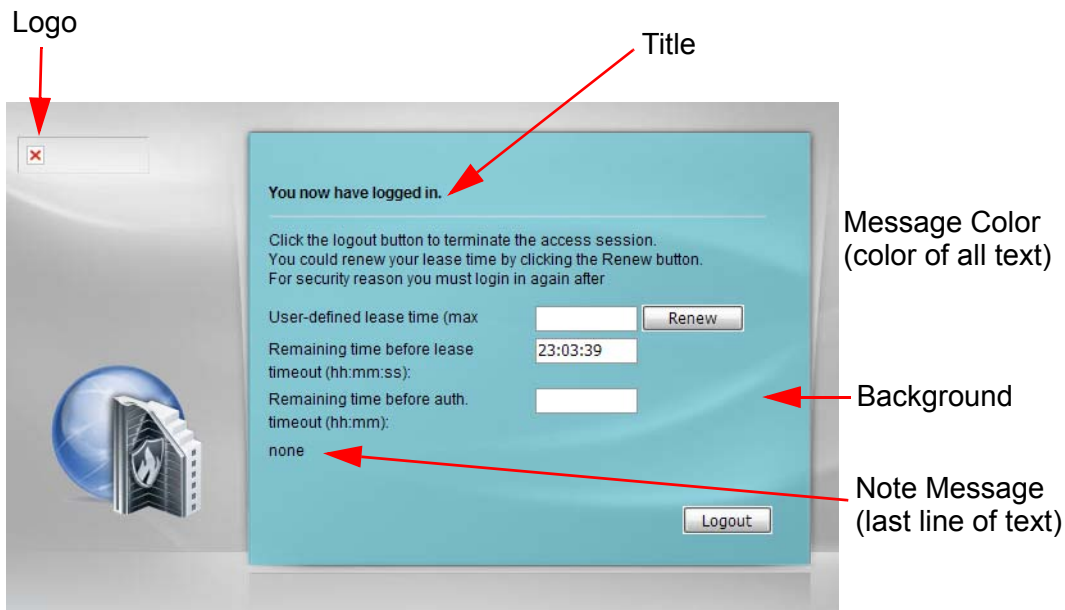 Logo
Title
You now have logged in.
Click the logout button to terminate the access session.
You could renew your lease time by clicking the Renew button.
For security reason you must login in again after
User-defined lease time (max
Renew
Remaining time before lease
timeout (hh:mm:ss):
23:03:39
Remaining time before auth.
timeout (hh:mm):
none
Logout
Message Color
(color of all text)
Background
Note Message
(last line of text)